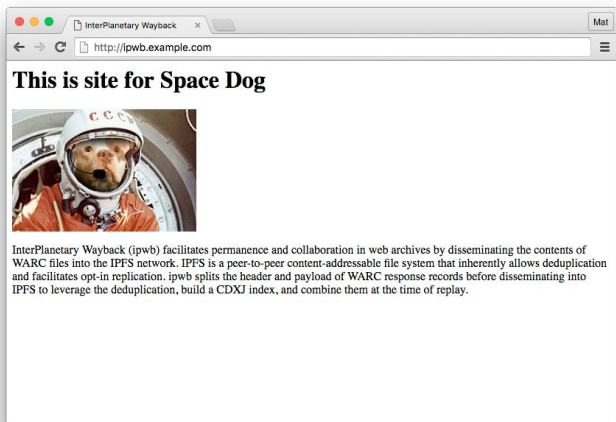 InterPlanetary Wayback
Mat
http://ipwb.example.com
This is site for Space Dog
CCCP
InterPlanetary Wayback (ipwb) facilitates permanence and collaboration in web archives by disseminating the contents of
WARC files into the IPFS network. IPFS is a peer-to-peer content-addressable file system that inherently allows deduplication
and facilitates opt-in replication. ipwb splits the header and payload of WARC response records before disseminating into
IPFS to leverage the deduplication, build a CDXJ index, and combine them at the time of replay.